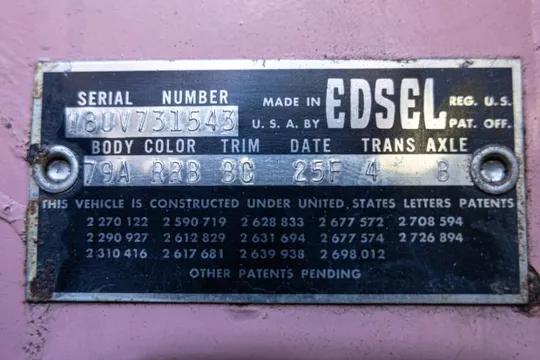 SERIAL NUMBER
W8UV731543
MADE IN EDSEL REG. U.S.
U.S.A. BY PAT. OFF.
BODY COLOR TRIM DATE TRANS AXLE
79A RRB 25F 4 B
THIS VEHICLE IS CONSTRUCTED UNDER UNITED STATES LETTERS PATENTS
2 270 122 2 590 719 2 628 833 2 677 572 2 708 594
2 290 927 2 612 829 2 631 694 2 677 574 2 726 894
2 310 416 2 617 681 2 639 938 2 698 012
OTHER PATENTS PENDING